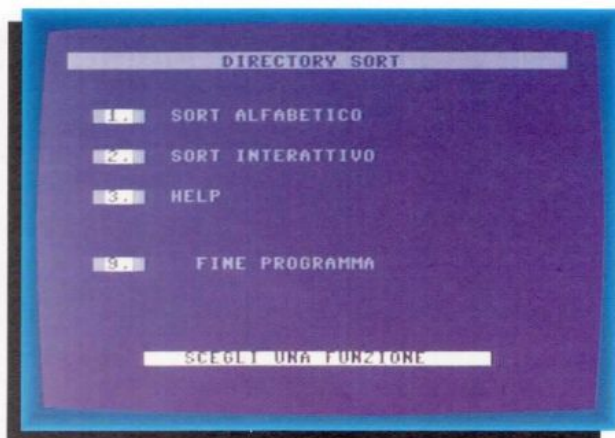 DIRECTORY SORT
1. SORT ALFABETICO
2. SORT INTERATTIVO
3. HELP
9. FINE PROGRAMMA
SCEGLI UNA FUNZIONE